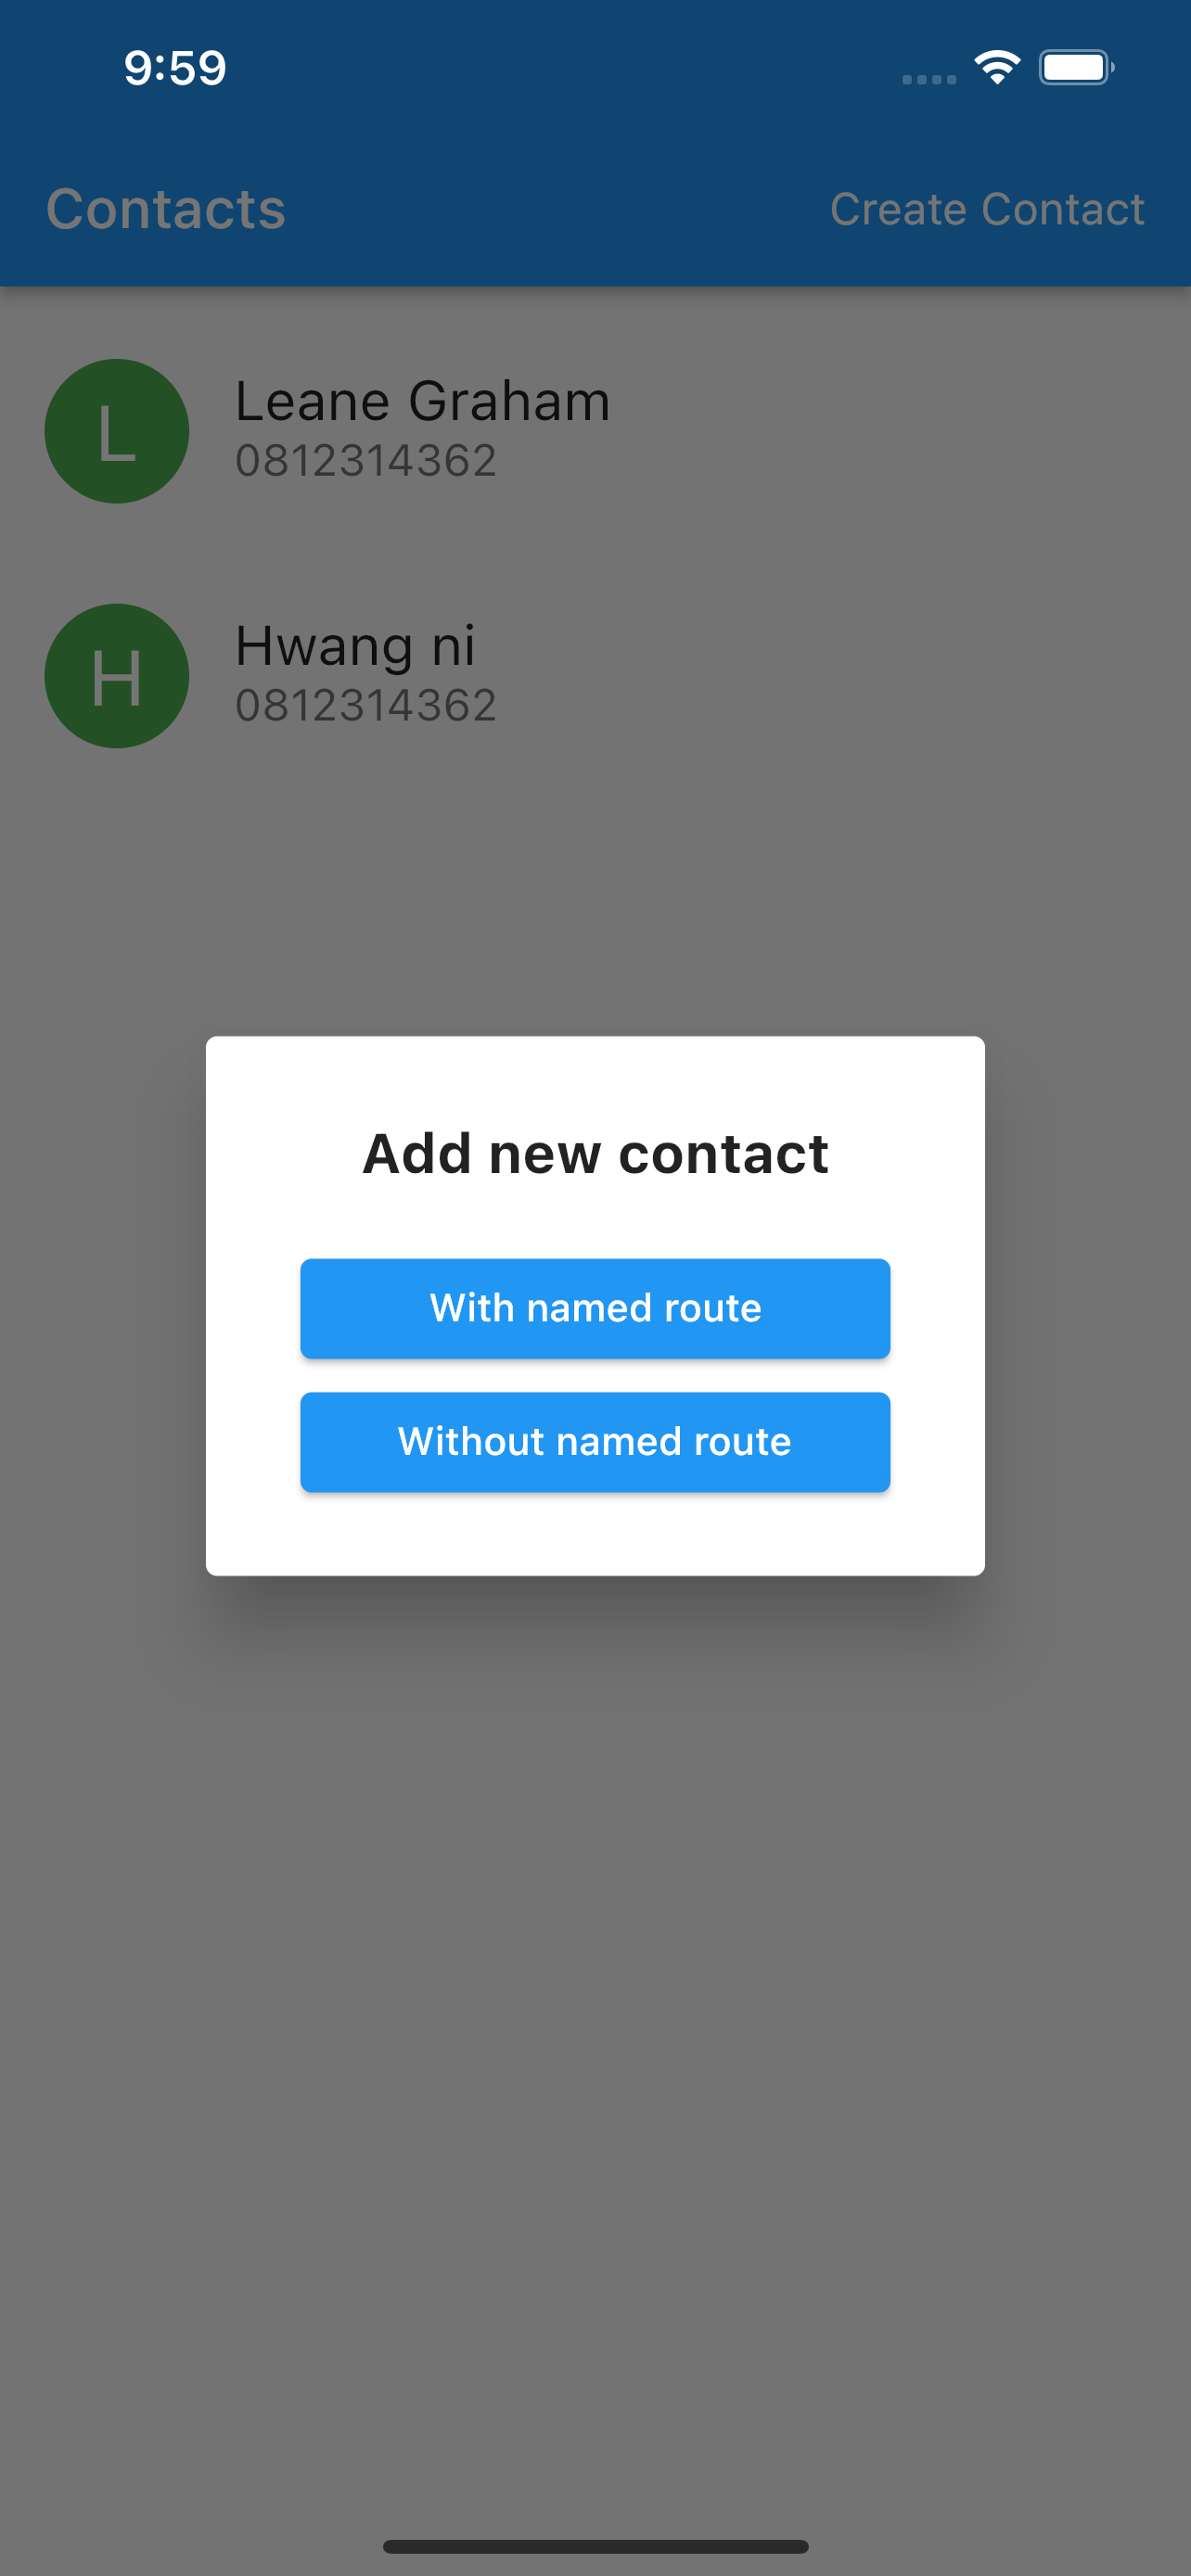 9:59
Contacts
Create Contact
L
Leane Graham
0812314362
H
Hwang ni
0812314362
Add new contact
With named route
Without named route